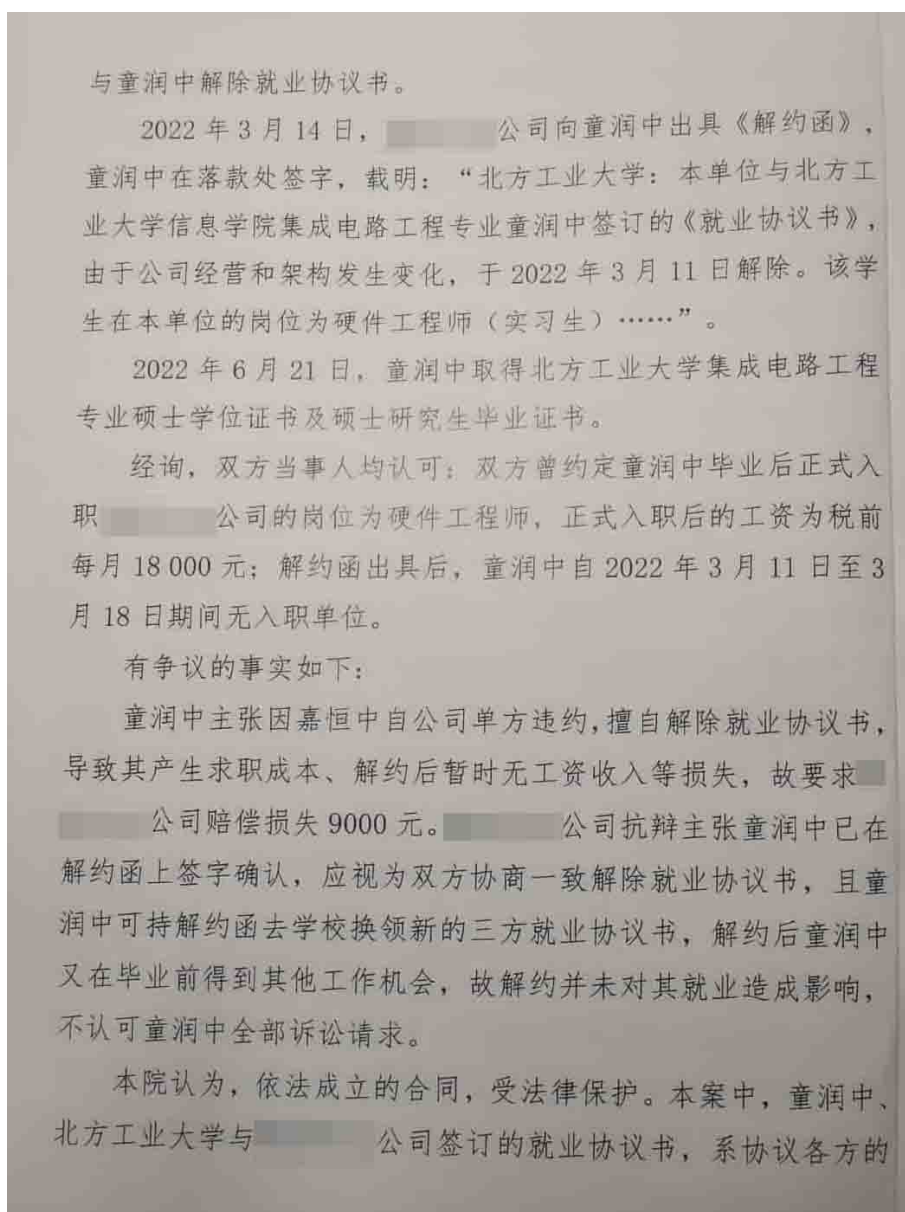 与童润中解除就业协议书。
2022 年 3 月 14 日，公司向童润中出具《解约函》，
童润中在落款处签字，载明：“北方工业大学：本单位与北方工
业大学信息学院集成电路工程专业童润中签订的《就业协议书》，
由于公司经营和架构发生变化，于 2022 年 3 月 11 日解除。该学
生在本单位的岗位为硬件工程师（实习生）……”。
2022 年 6 月 21 日，童润中取得北方工业大学集成电路工程
专业硕士学位证书及硕士研究生毕业证书。
经询，双方当事人均认可：双方曾约定童润中毕业后正式入
职公司的岗位为硬件工程师，正式入职后的工资为税前
每月 18 000 元；解约函出具后，童润中自 2022 年 3 月 11 日至 3
月 18 日期间无入职单位。
有争议的事实如下：
童润中主张因嘉恒中自公司单方违约,擅自解除就业协议书，
导致其产生求职成本、解约后暂时无工资收入等损失，故要求
公司赔偿损失 9000 元。公司抗辩主张童润中已在
解约函上签字确认，应视为双方协商一致解除就业协议书，且童
润中可持解约函去学校换领新的三方就业协议书，解约后童润中
又在毕业前得到其他工作机会，故解约并未对其就业造成影响，
不认可童润中全部诉讼请求。
本院认为，依法成立的合同，受法律保护。本案中，童润中、
北方工业大学与公司签订的就业协议书，系协议各方的